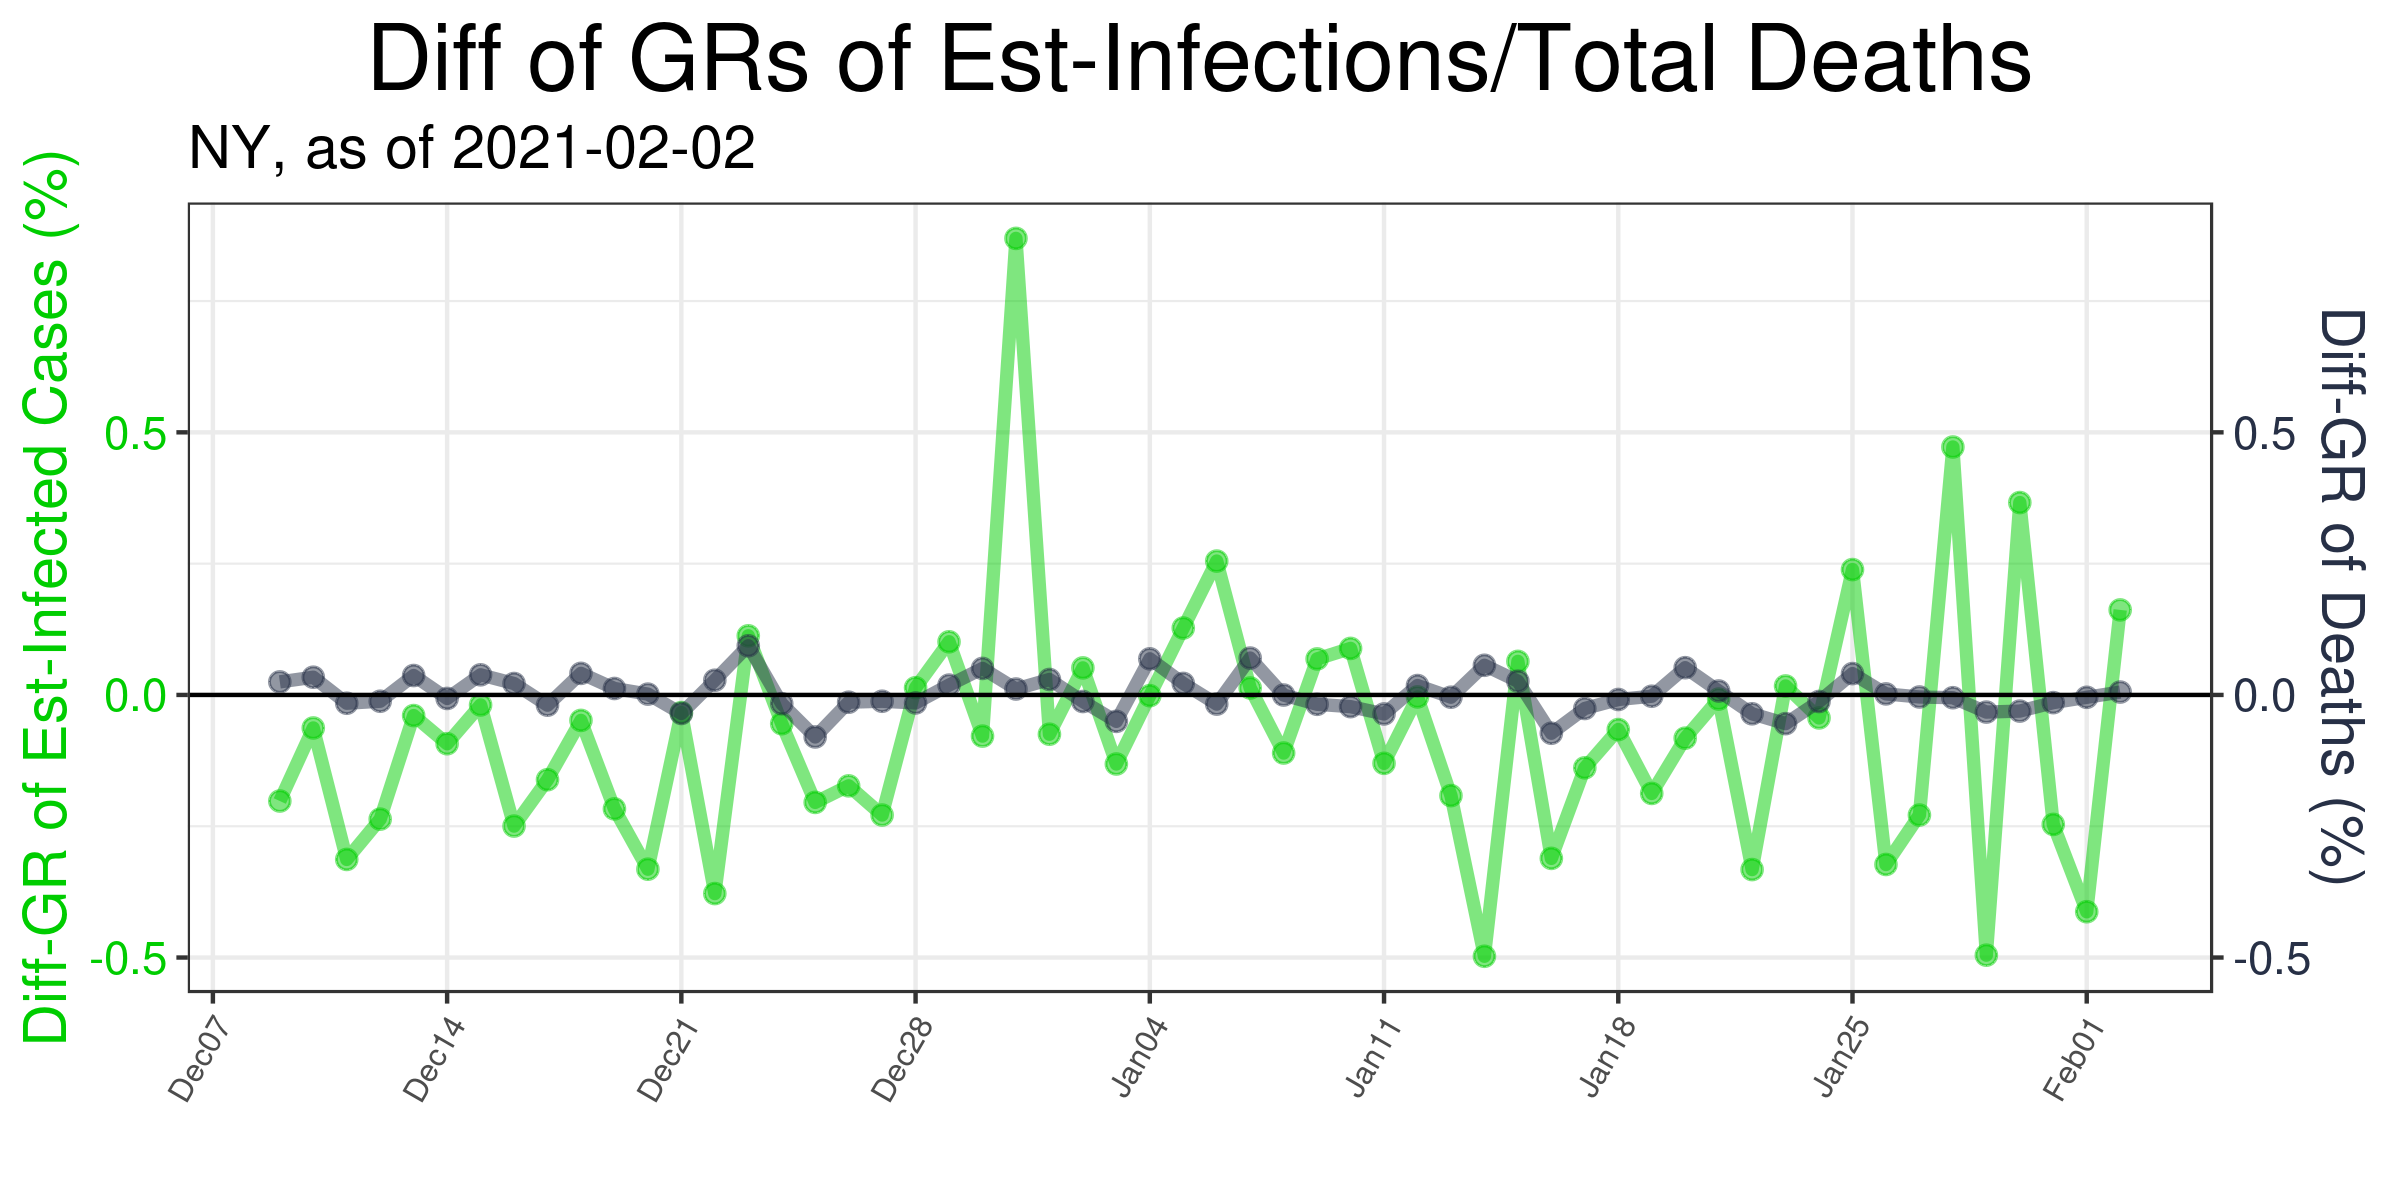 Diff of GRs of Est-Infections/Total Deaths
NY, as of 2021-02-02
Diff-GR of Est-Infected Cases (%)
0.5
0.0
-0.5
0.5
0.0
-0.5
Diff-GR of Deaths (%)
Dec07
Dec14
Dec21
Dec28
Jan04
Jan11
Jan18
Jan25
Feb01